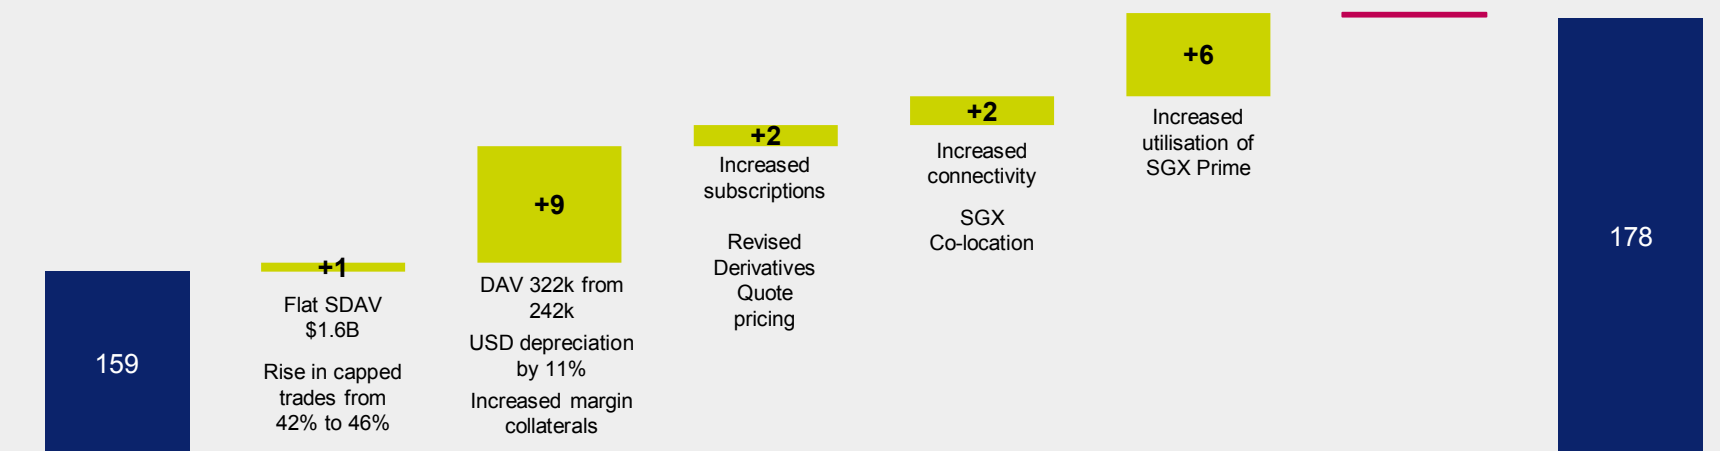 159
+1
Flat SDAV
$1.6B
Rise in capped
trades from
42% to 46%
+9
DAV 322k from
242k
USD depreciation
by 11%
Increased margin
collaterals
+2
Increased
subscriptions
Revised
Derivatives
Quote
pricing
+2
Increased
connectivity
SGX
Co-location
+6
Increased
utilisation of
SGX Prime
178